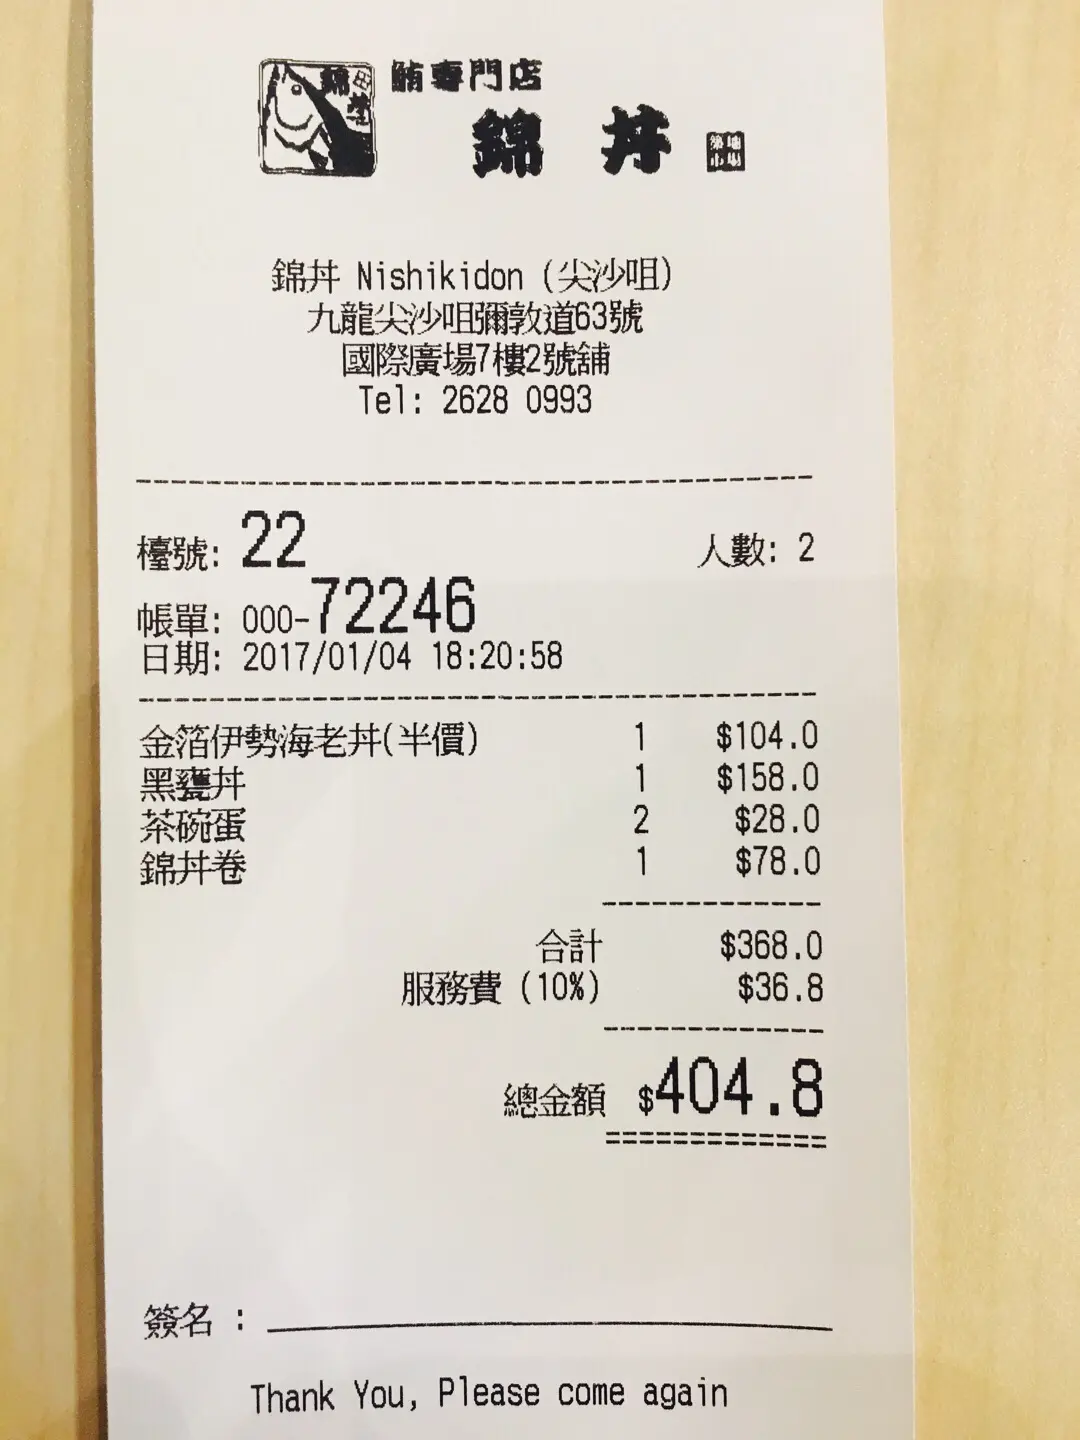 鮪專門店
錦丼
築地市場
錦丼 Nishikidon (尖沙咀)
九龍尖沙咀彌敦道63號
國際廣場7樓2號舖
Tel: 2628 0993
檯號: 22 人數: 2
帳單: 000-72246
日期: 2017/01/04 18:20:58
金箔伊勢海老丼(半價) 1 $104.0
黑甕丼 1 $158.0
茶碗蛋 2 $28.0
錦丼卷 1 $78.0
合計 $368.0
服務費 (10%) $36.8
總金額 $404.8
簽名 :
Thank You, Please come again